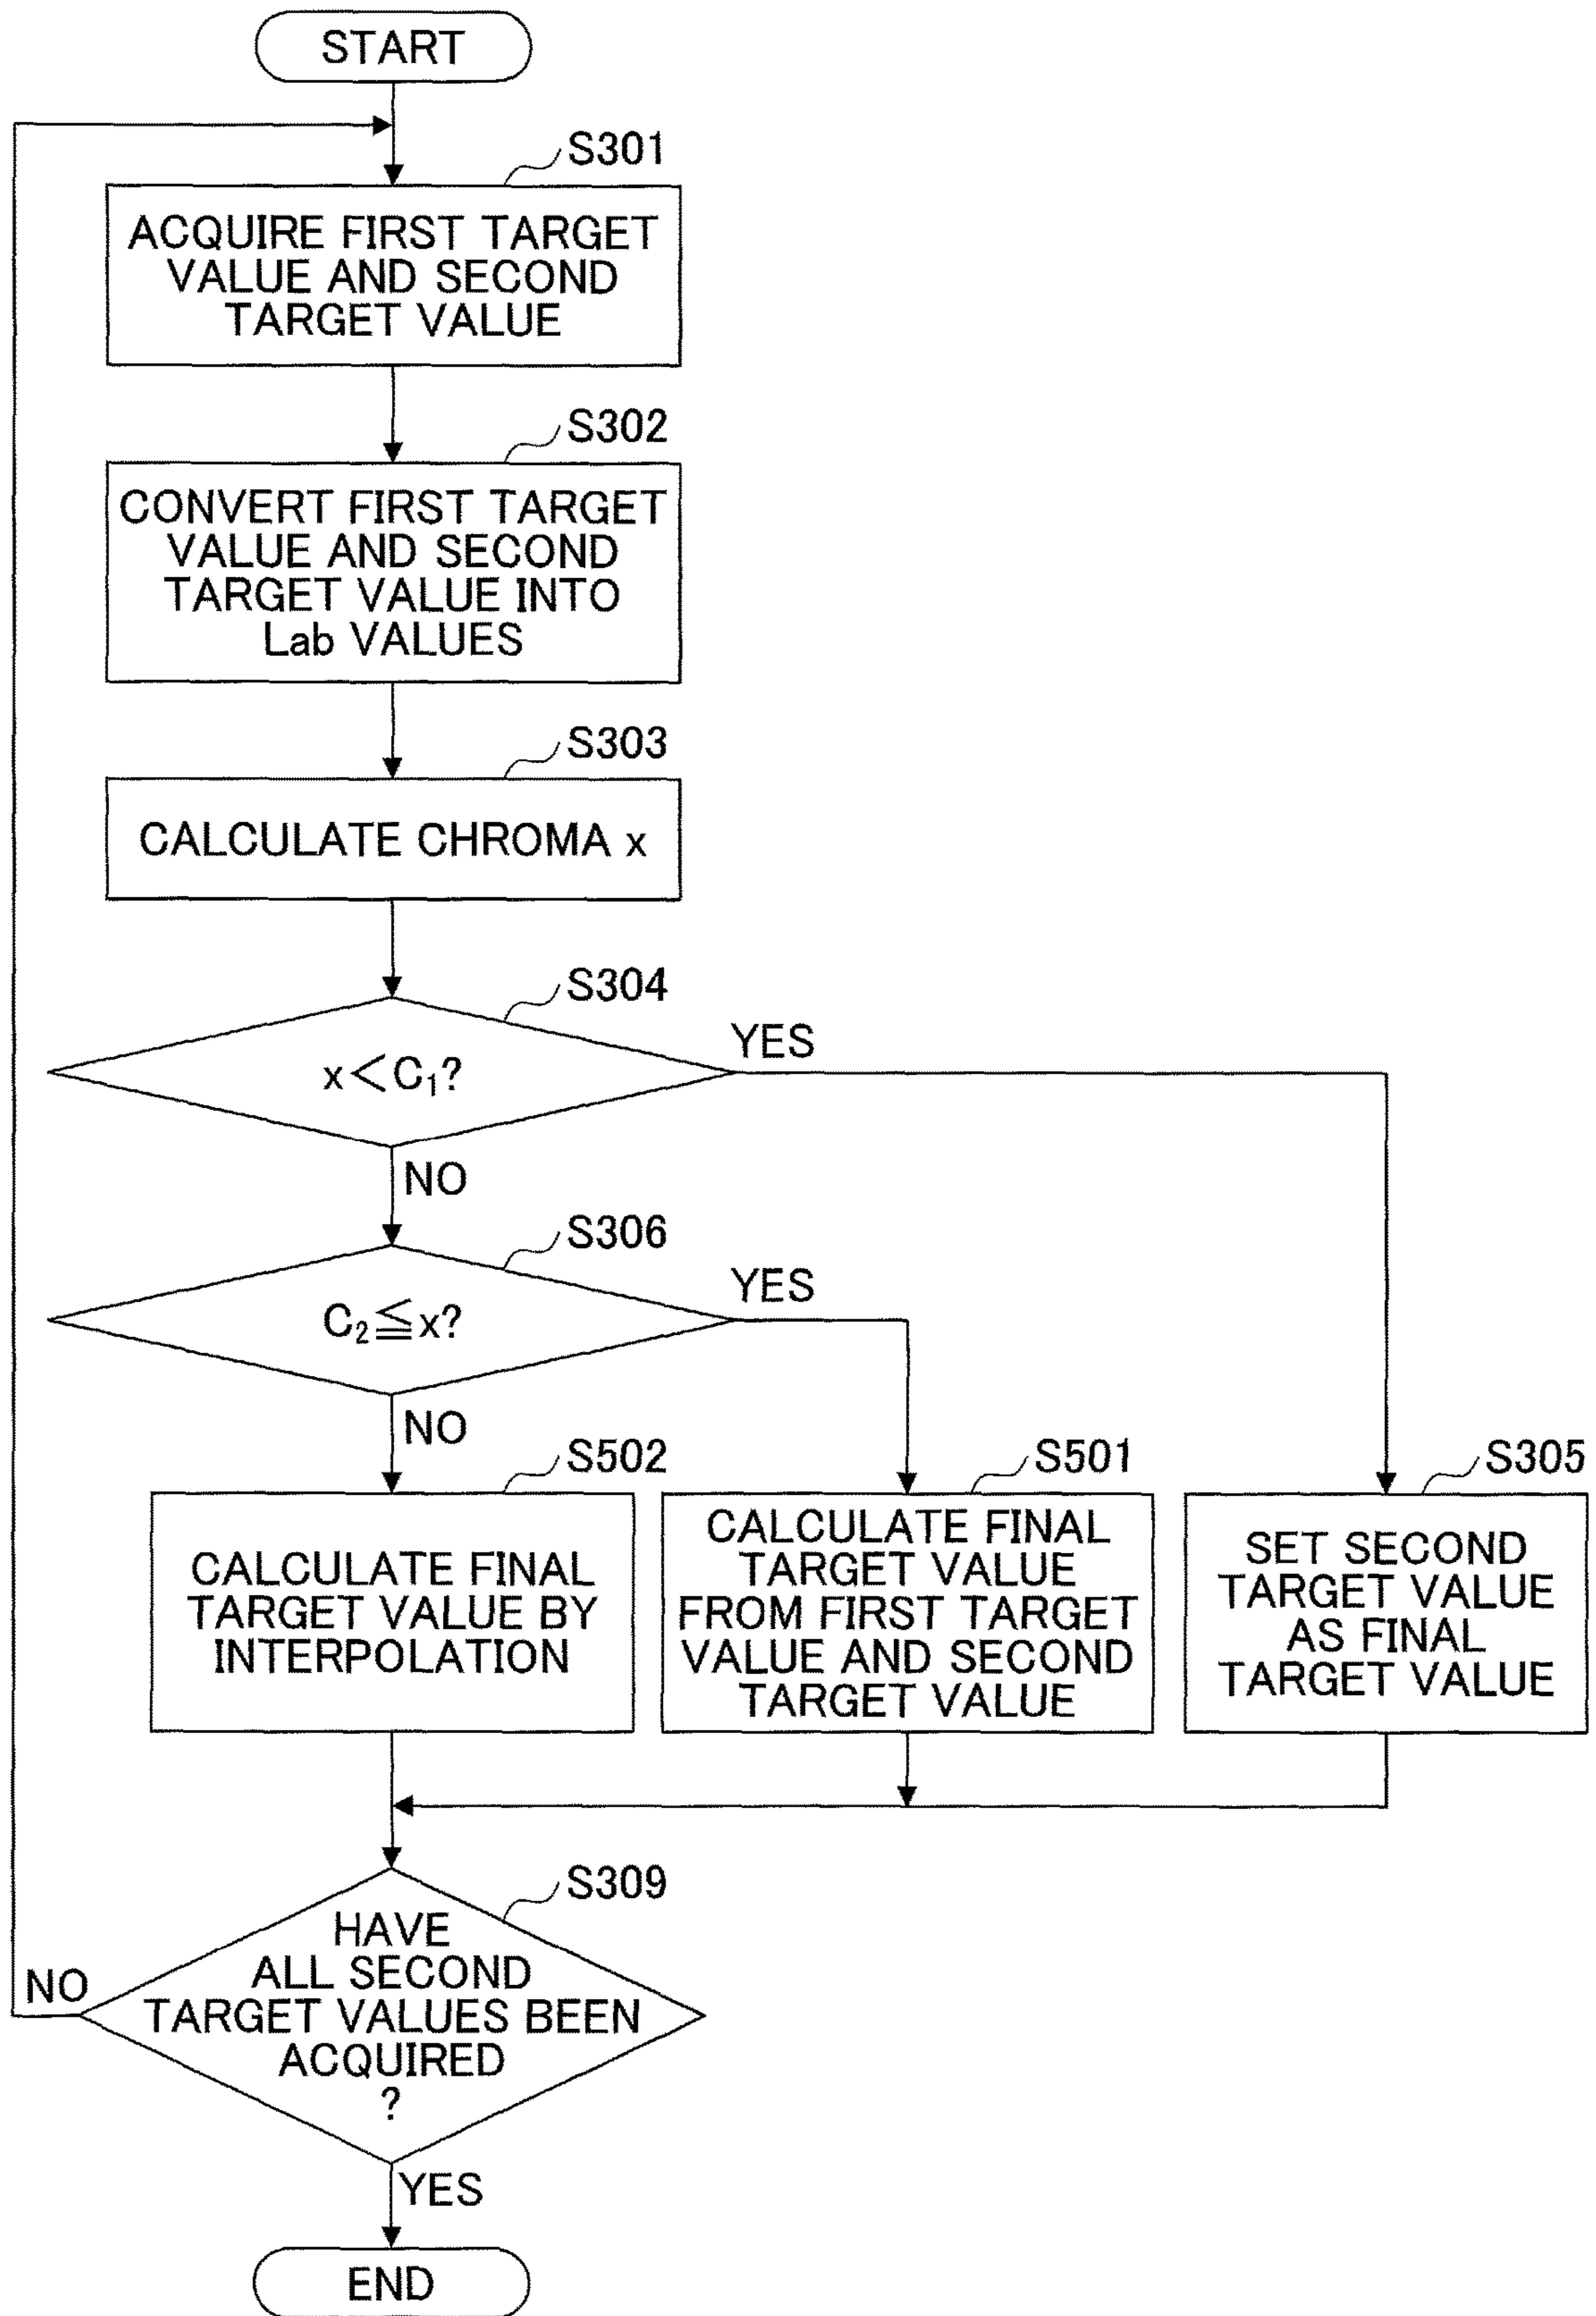 START
S301
ACQUIRE FIRST TARGET
VALUE AND SECOND
TARGET VALUE
S302
CONVERT FIRST TARGET
VALUE AND SECOND
TARGET VALUE INTO
Lab VALUES
S303
CALCULATE CHROMA x
S304
x<C₁?
YES
NO
S306
C₂≦x?
YES
NO
S502
CALCULATE FINAL
TARGET VALUE BY
INTERPOLATION
S501
CALCULATE FINAL
TARGET VALUE
FROM FIRST TARGET
VALUE AND SECOND
TARGET VALUE
S305
SET SECOND
TARGET VALUE
AS FINAL
TARGET VALUE
S309
HAVE
ALL SECOND
TARGET VALUES BEEN
ACQUIRED
?
NO
YES
END